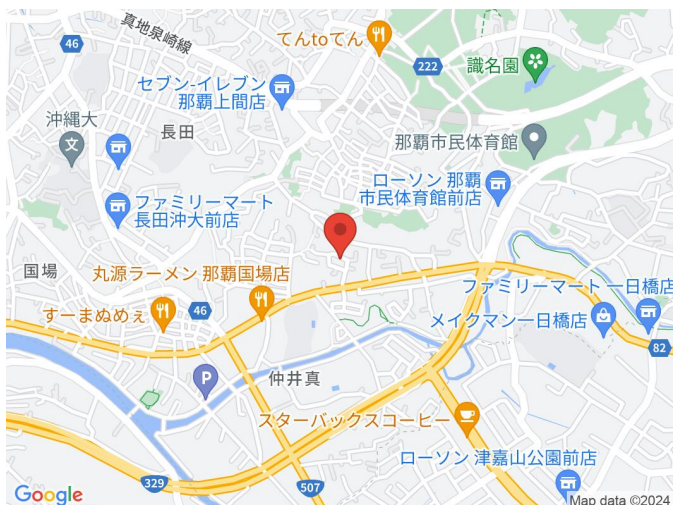 真地泉崎線
46
てんtoてん
222
識名園
セブン-イレブン
那覇上間店
沖縄大
長田
那覇市民体育館
ローソン 那覇
市民体育館前店
ファミリーマート
長田沖大前店
国場
丸源ラーメン 那覇国場店
ファミリーマート 一日橋店
すーまぬめぇ
46
メイクマン一日橋店
82
P
仲井真
スターバックスコーヒー
ローソン 津嘉山公園前店
329
507
Google
Map data ©2024